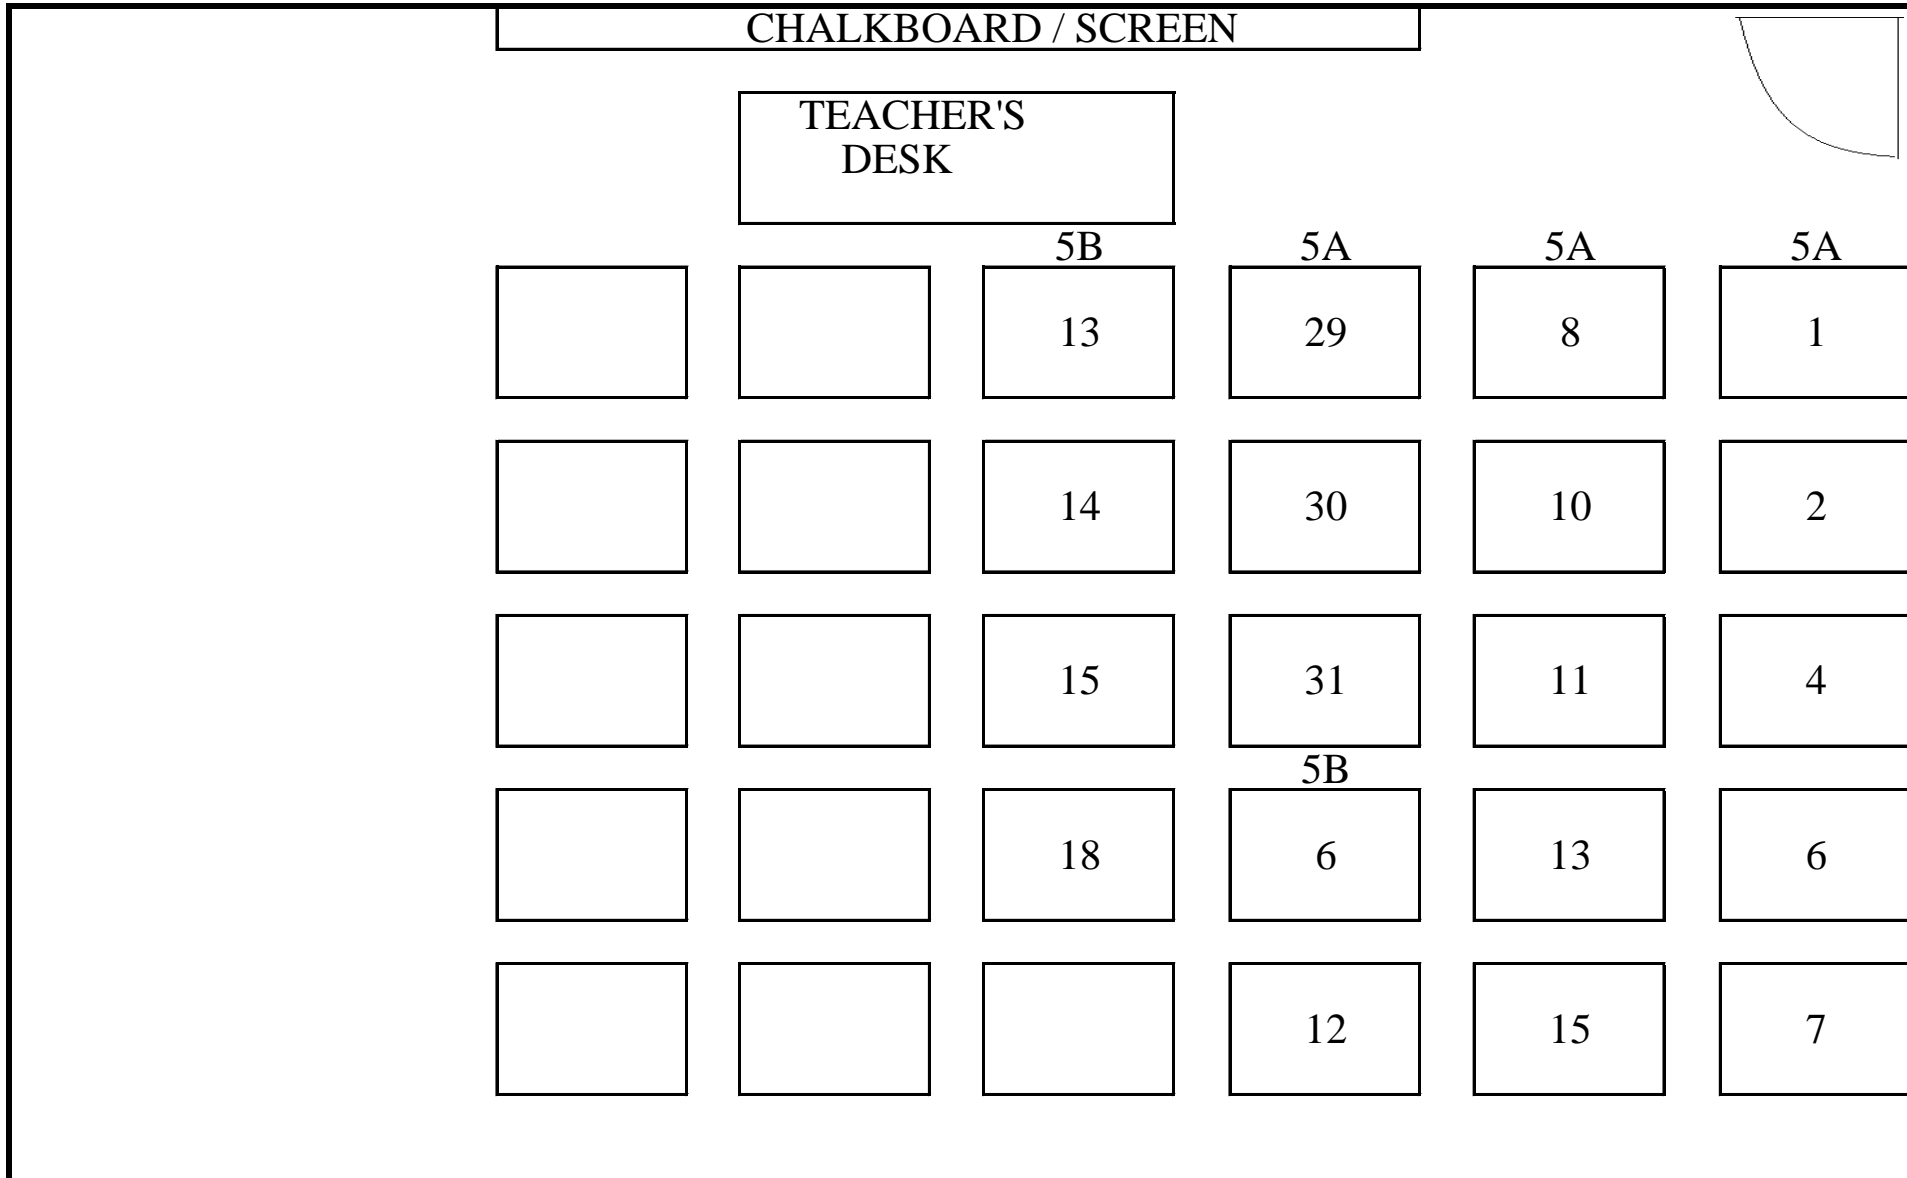 CHALKBOARD / SCREEN
TEACHER'S
DESK
5B 5A 5A 5A
13 29 8 1
14 30 10 2
15 31 11 4
5B
18 6 13 6
12 15 7